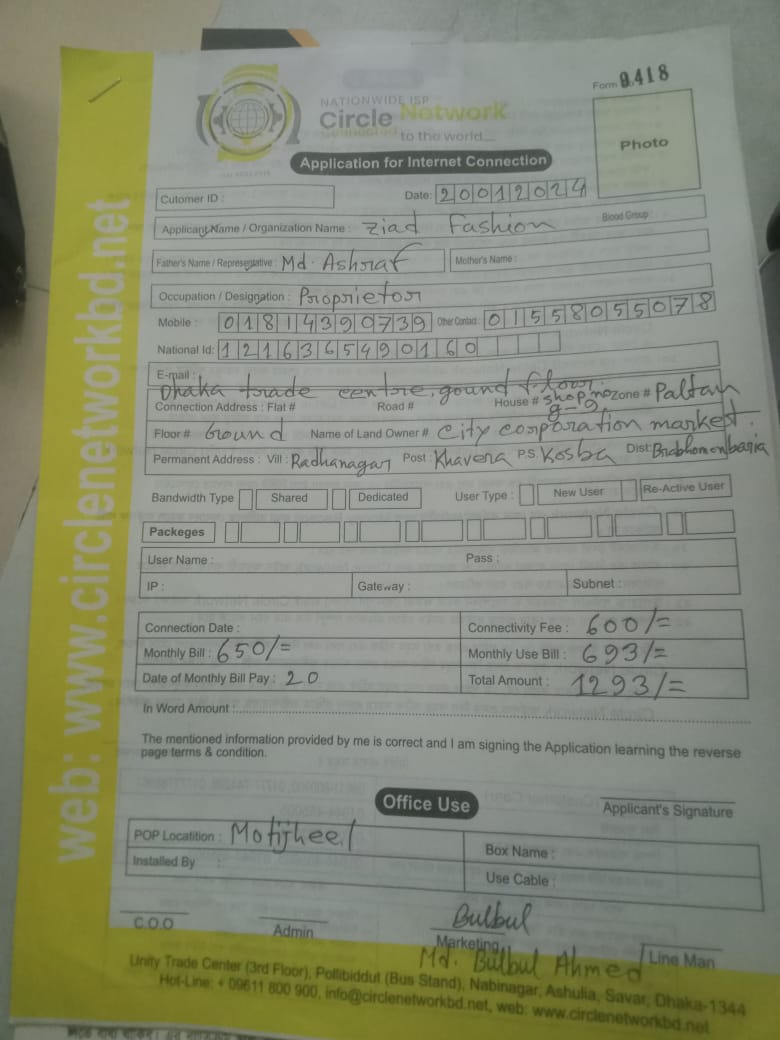 Form 9418
NATIONWIDE ISP
Circle Network
Connected to the world...
Photo
Application for Internet Connection
Cutomer ID :
Date: 20012024
Applicant Name / Organization Name : Ziad Fashion
Blood Group
Father's Name / Representative : Md. Ashraf
Mother's Name :
Occupation / Designation : Proprietor
Mobile : 01814390739 Other Contact : 01558055078
National Id: 1216365490160
E-mail :
Dhaka trade centre, gound floor.
Connection Address : Flat # Road # House # shop no Zone # Paltan
g-9
Floor # Ground Name of Land Owner # City corporation market.
Permanent Address : Vill : Radhanagar Post : Khavera P.S Kosba Dist: Brabhomonbaria
Bandwidth Type Shared Dedicated User Type : New User Re-Active User
Packeges
User Name : Pass :
IP : Gateway : Subnet :
Connection Date : Connectivity Fee : 600/=
Monthly Bill : 650/= Monthly Use Bill : 693/=
Date of Monthly Bill Pay : 20 Total Amount : 1293/=
In Word Amount :
The mentioned information provided by me is correct and I am signing the Application learning the reverse
page terms & condition.
Office Use
Applicant's Signature
POP Locatition : Motijheel Box Name :
Installed By : Use Cable :
Bulbul
C.O.O Admin Marketing Line Man
Md. Bulbul Ahmed
Unity Trade Center (3rd Floor), Pollibiddut (Bus Stand), Nabinagar, Ashulia, Savar, Dhaka-1344
Hot-Line: + 09611 800 900, info@circlenetworkbd.net, web: www.circlenetworkbd.net
web: www.circlenetworkbd.net